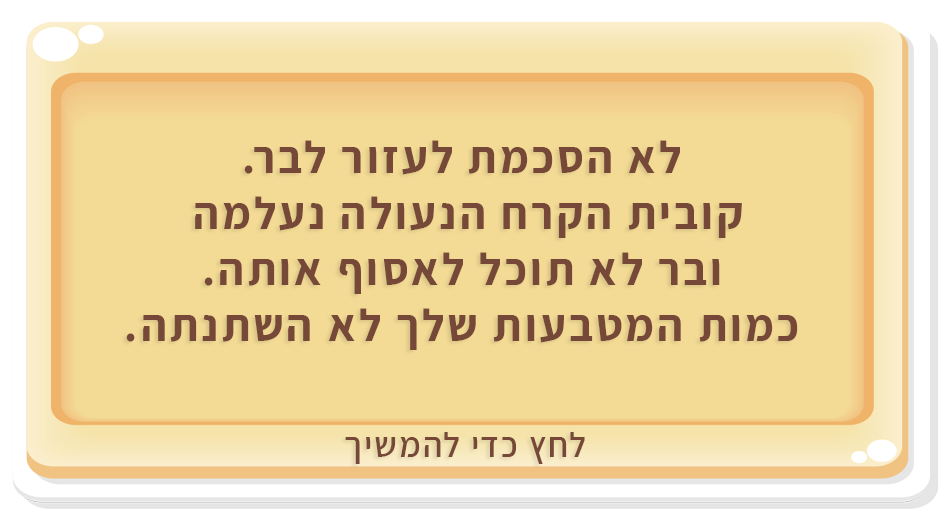 לא הסכמת לעזור לבר.
קובית הקרח הנעולה נעלמה
ובר לא תוכל לאסוף אותה.
כמות המטבעות שלך לא השתנתה.
לחץ כדי להמשיך